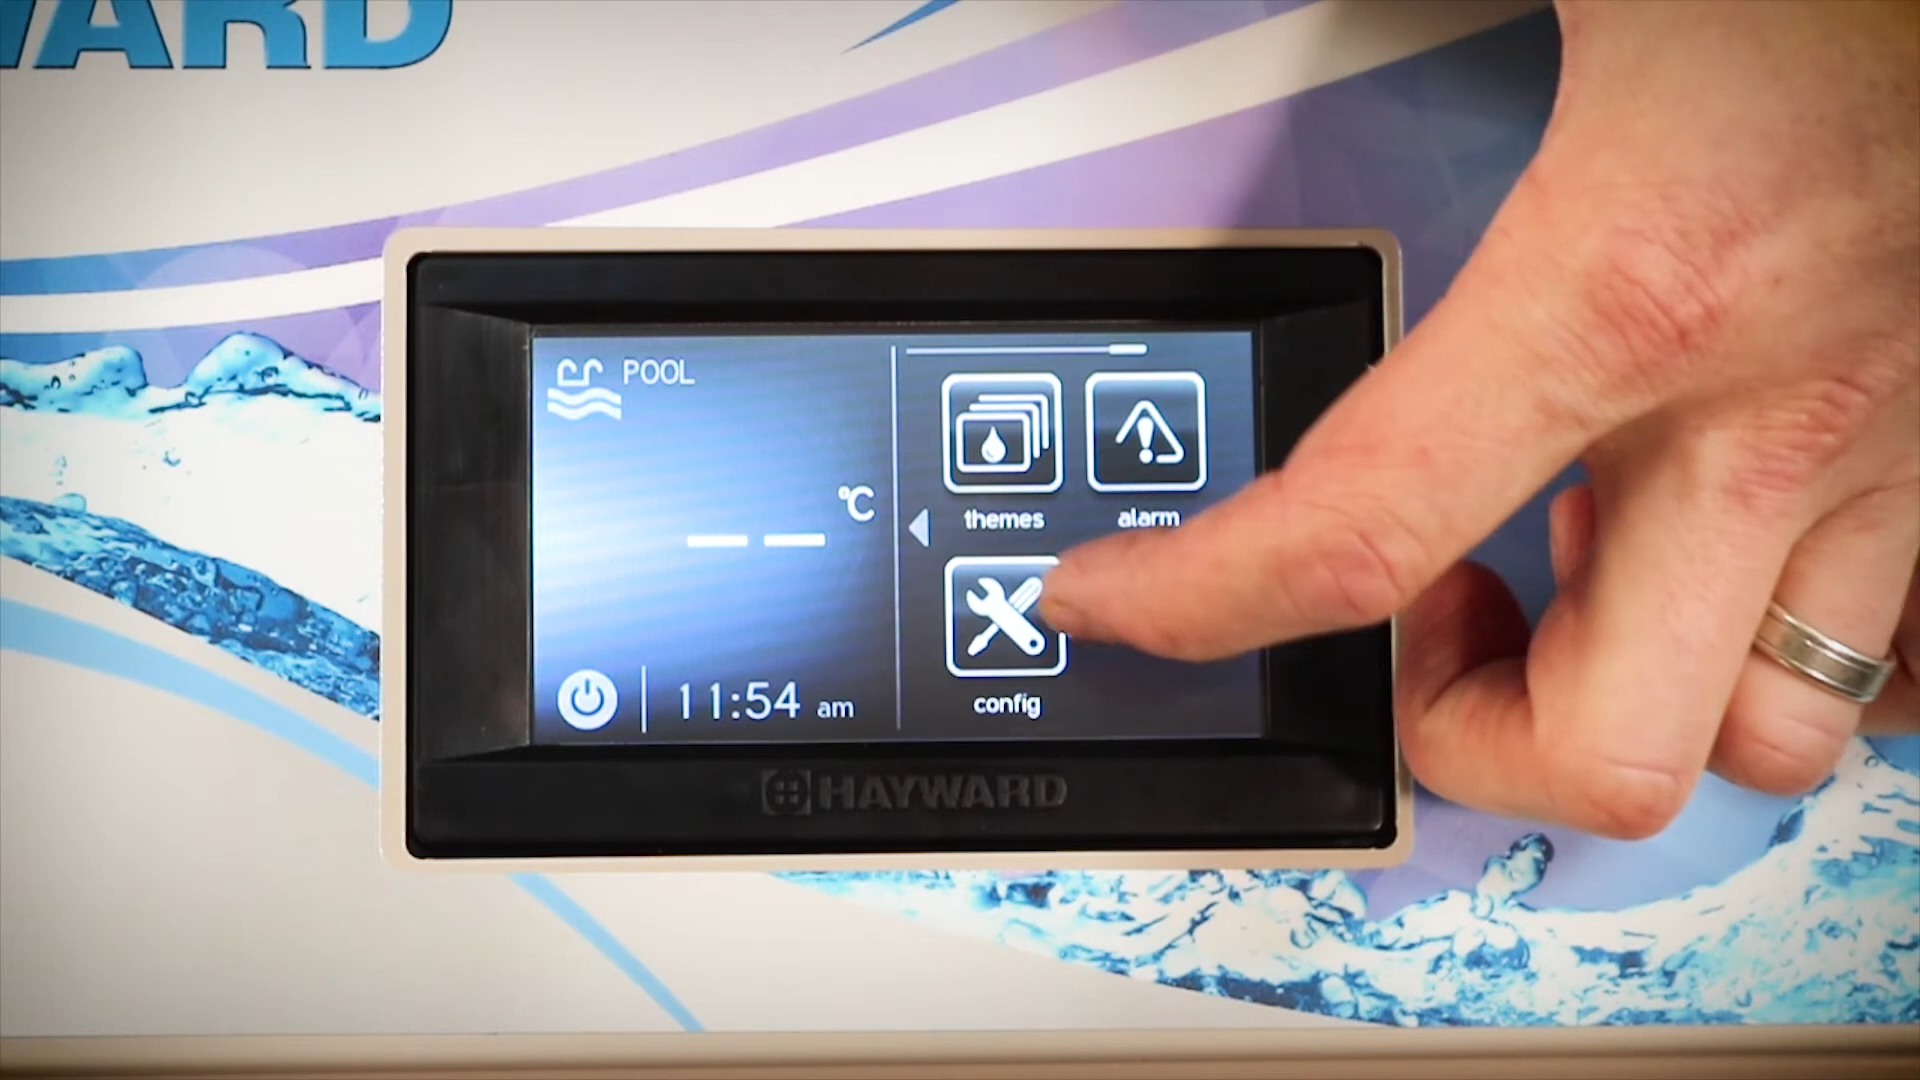 WARD
POOL
°C
-- --
11:54 am
themes
alarm
config
HAYWARD